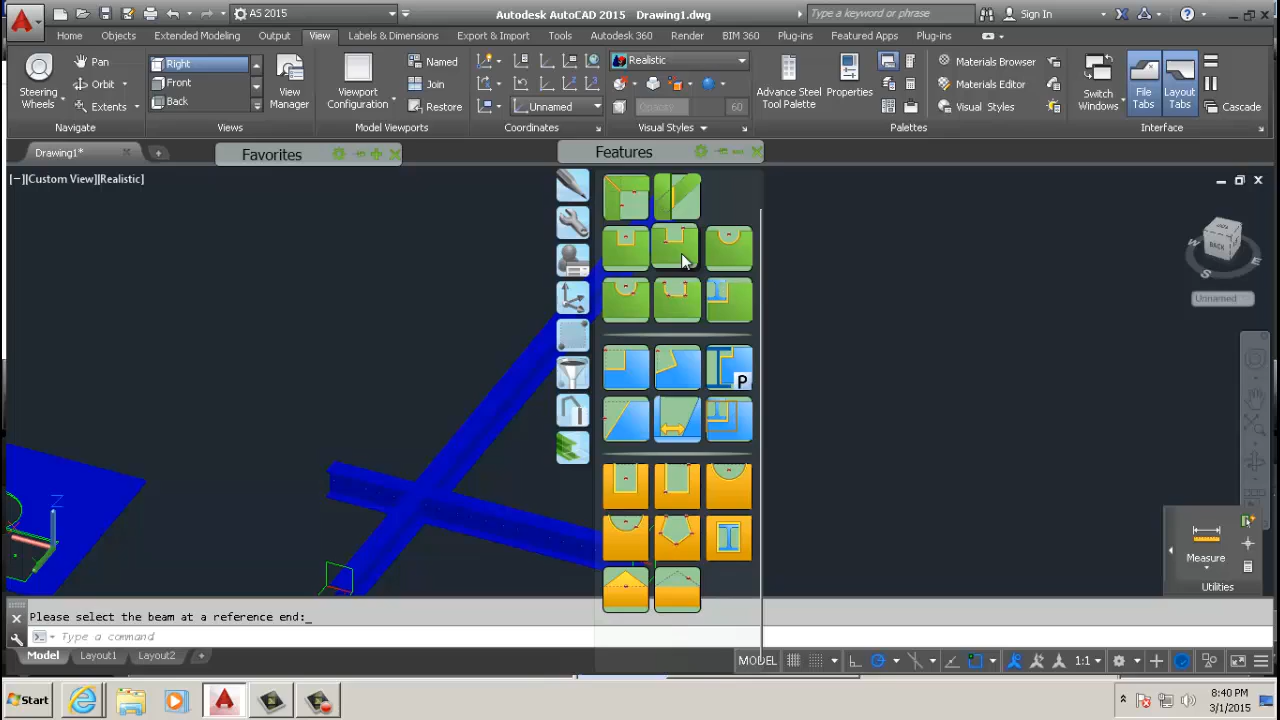 AS 2015
Autodesk AutoCAD 2015 Drawing1.dwg
Type a keyword or phrase
Sign In
Home Objects Extended Modeling Output View Labels & Dimensions Export & Import Tools Autodesk 360 Render BIM 360 Plug-ins Featured Apps Plug-ins
Steering Wheels
Pan
Orbit
Extents
Navigate
Right
Front
Back
View Manager
Views
Viewport Configuration
Named
Join
Restore
Model Viewports
Unnamed
Coordinates
Realistic
Opacity 60
Visual Styles
Advance Steel Tool Palette
Properties
Materials Browser
Materials Editor
Visual Styles
Palettes
Switch Windows
File Tabs
Layout Tabs
Cascade
Interface
Drawing1*
Favorites
Features
[−][Custom View][Realistic]
BACK
S
E
Unnamed
P
Z
Measure
Utilities
Please select the beam at a reference end:_
Type a command
Model Layout1 Layout2 +
MODEL
1:1
Start
8:40 PM
3/1/2015